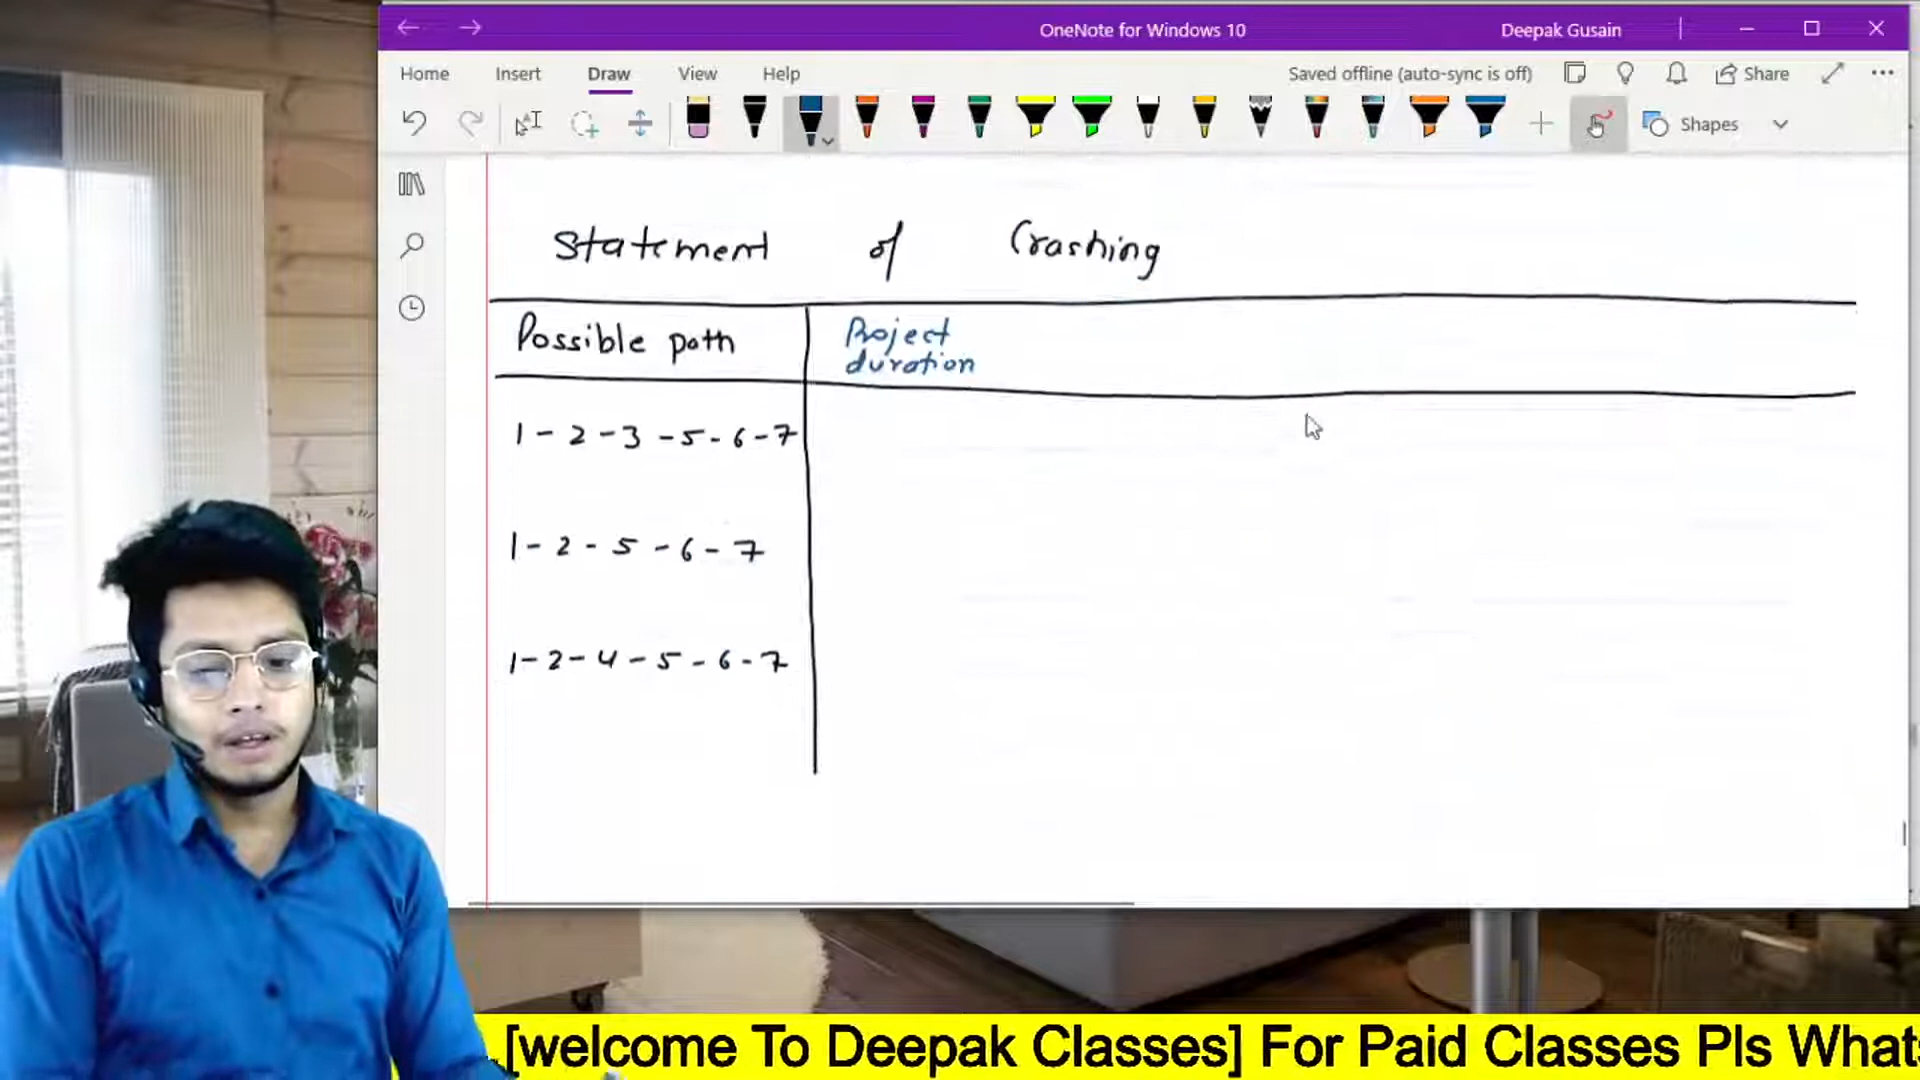 OneNote for Windows 10
Deepak Gusain
Home Insert Draw View Help
Saved offline (auto-sync is off)
Share
Shapes
Statement of Crashing
Possible path
Project
duration
1 - 2 - 3 - 5 - 6 - 7
1 - 2 - 5 - 6 - 7
1 - 2 - 4 - 5 - 6 - 7
[welcome To Deepak Classes] For Paid Classes Pls What